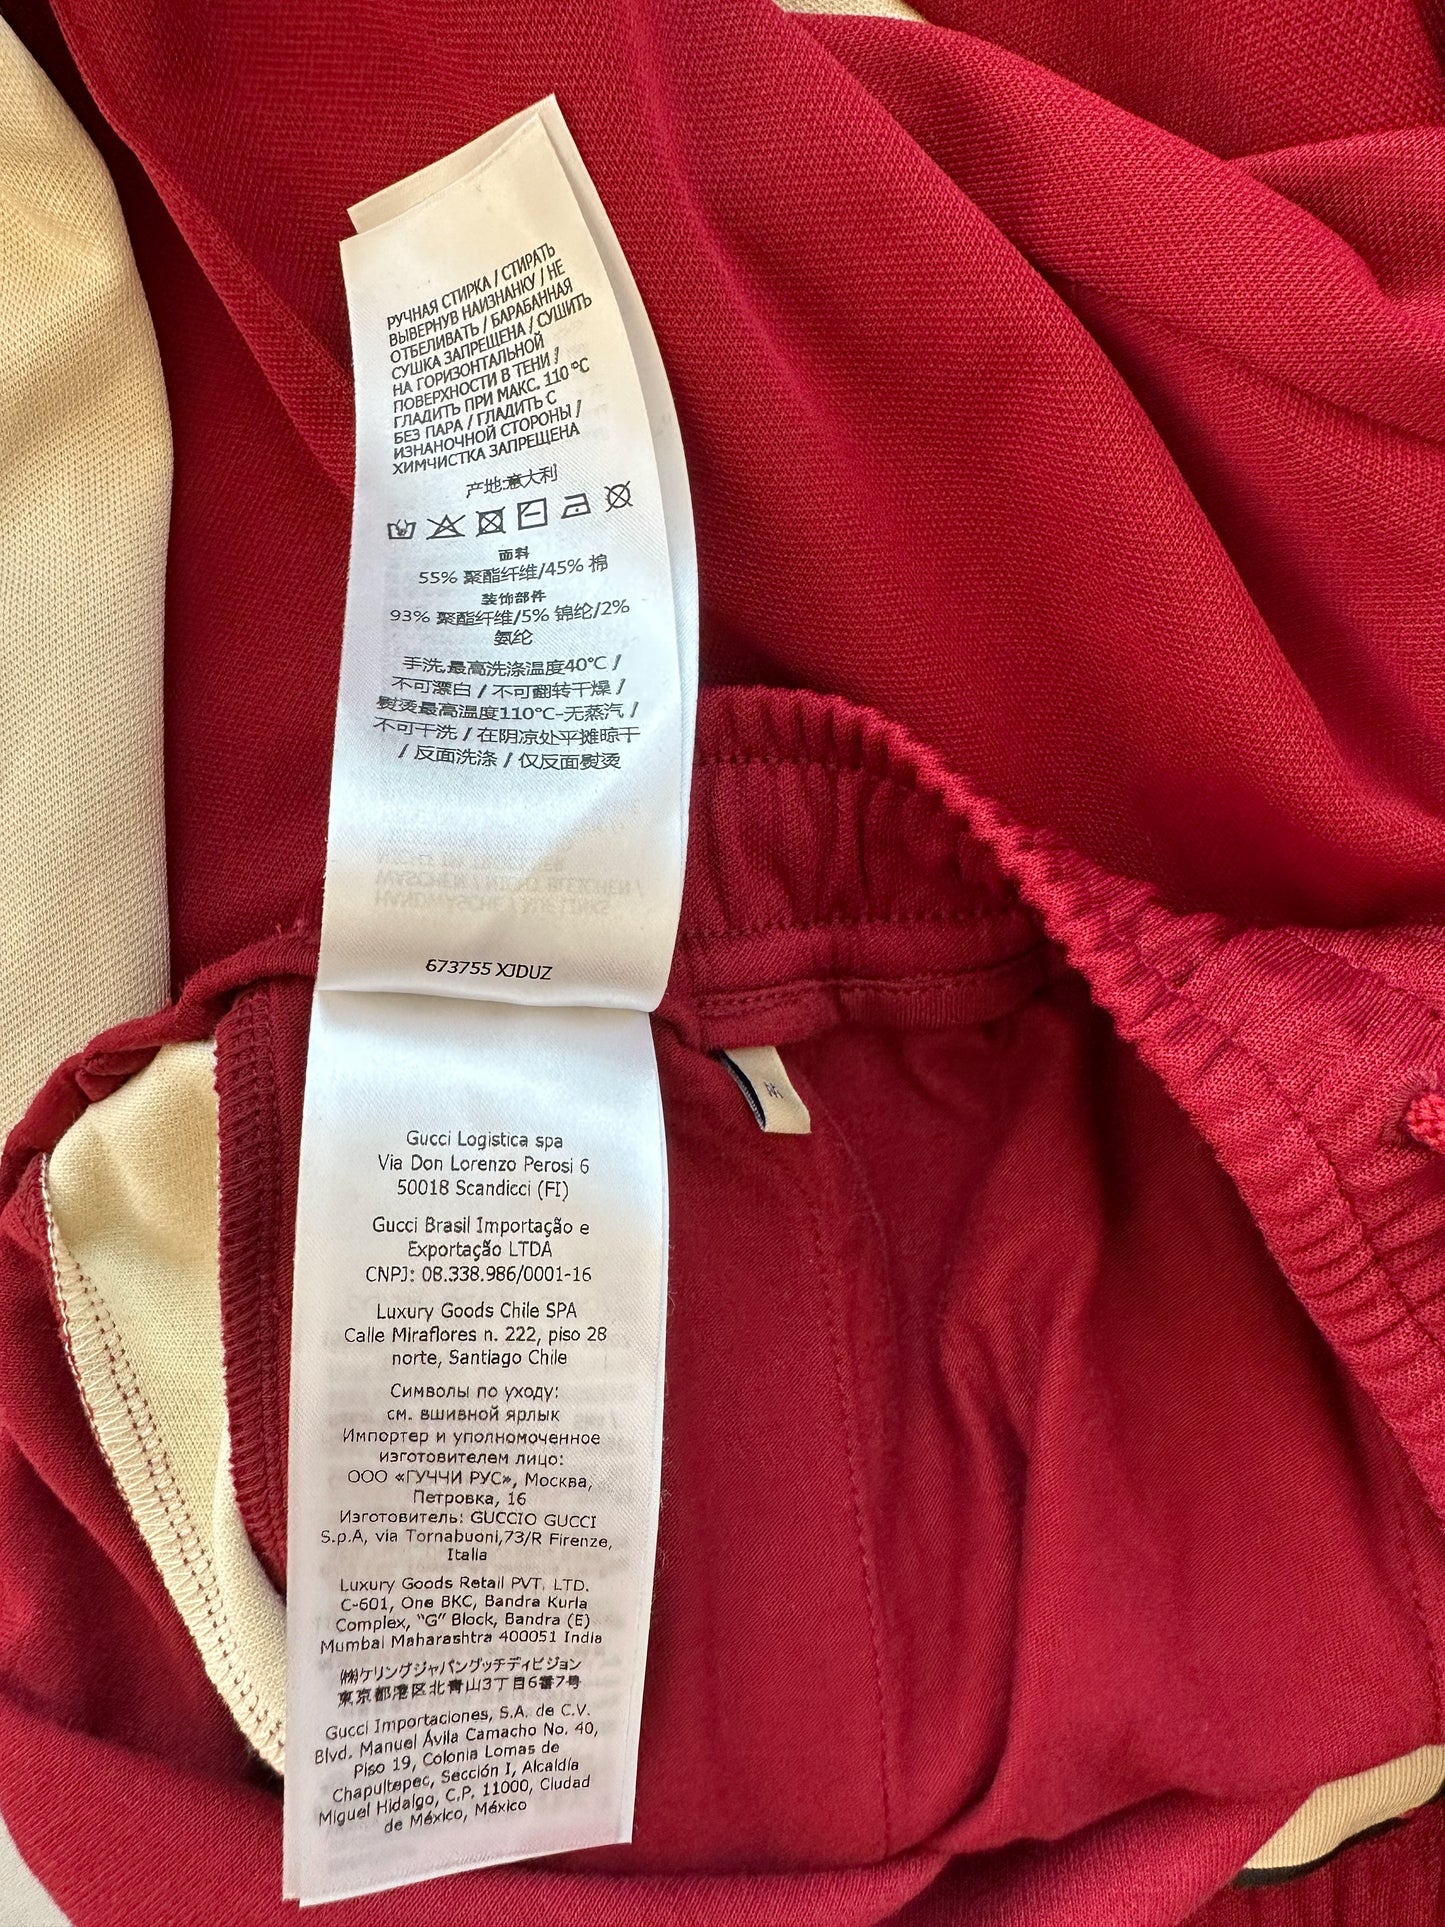 РУЧНАЯ СТИРКА / СТИРАТЬ
ВЫВЕРНУВ НАИЗНАНКУ / НЕ
ОТБЕЛИВАТЬ / БАРАБАННАЯ
СУШКА ЗАПРЕЩЕНА / СУШИТЬ
НА ГОРИЗОНТАЛЬНОЙ
ПОВЕРХНОСТИ В ТЕНИ /
ГЛАДИТЬ ПРИ МАКС. 110 °C
БЕЗ ПАРА / ГЛАДИТЬ С
ИЗНАНОЧНОЙ СТОРОНЫ /
ХИМЧИСТКА ЗАПРЕЩЕНА
产地:意大利
面料
55% 聚酯纤维/45% 棉
装饰部件
93% 聚酯纤维/5% 锦纶/2%
氨纶
手洗,最高洗涤温度40°C /
不可漂白 / 不可翻转干燥 /
熨烫最高温度110°C-无蒸汽 /
不可干洗 / 在阴凉处平摊晾干
/ 反面洗涤 / 仅反面熨烫
673755 XJDUZ
M
Gucci Logistica spa
Via Don Lorenzo Perosi 6
50018 Scandicci (FI)
Gucci Brasil Importação e
Exportação LTDA
CNPJ: 08.338.986/0001-16
Luxury Goods Chile SPA
Calle Miraflores n. 222, piso 28
norte, Santiago Chile
Символы по уходу:
см. вшивной ярлык
Импортер и уполномоченное
изготовителем лицо:
ООО «ГУЧЧИ РУС», Москва,
Петровка, 16
Изготовитель: GUCCIO GUCCI
S.p.A, via Tornabuoni,73/R Firenze,
Italia
Luxury Goods Retail PVT. LTD.
C-601, One BKC, Bandra Kurla
Complex, "G" Block, Bandra (E)
Mumbai Maharashtra 400051 India
㈱ケリングジャパングッチディビジョン
東京都港区北青山3丁目6番7号
Gucci Importaciones, S.A. de C.V.
Blvd. Manuel Ávila Camacho No. 40,
Piso 19, Colonia Lomas de
Chapultepec, Sección I, Alcaldía
Miguel Hidalgo, C.P. 11000, Ciudad
de México, México